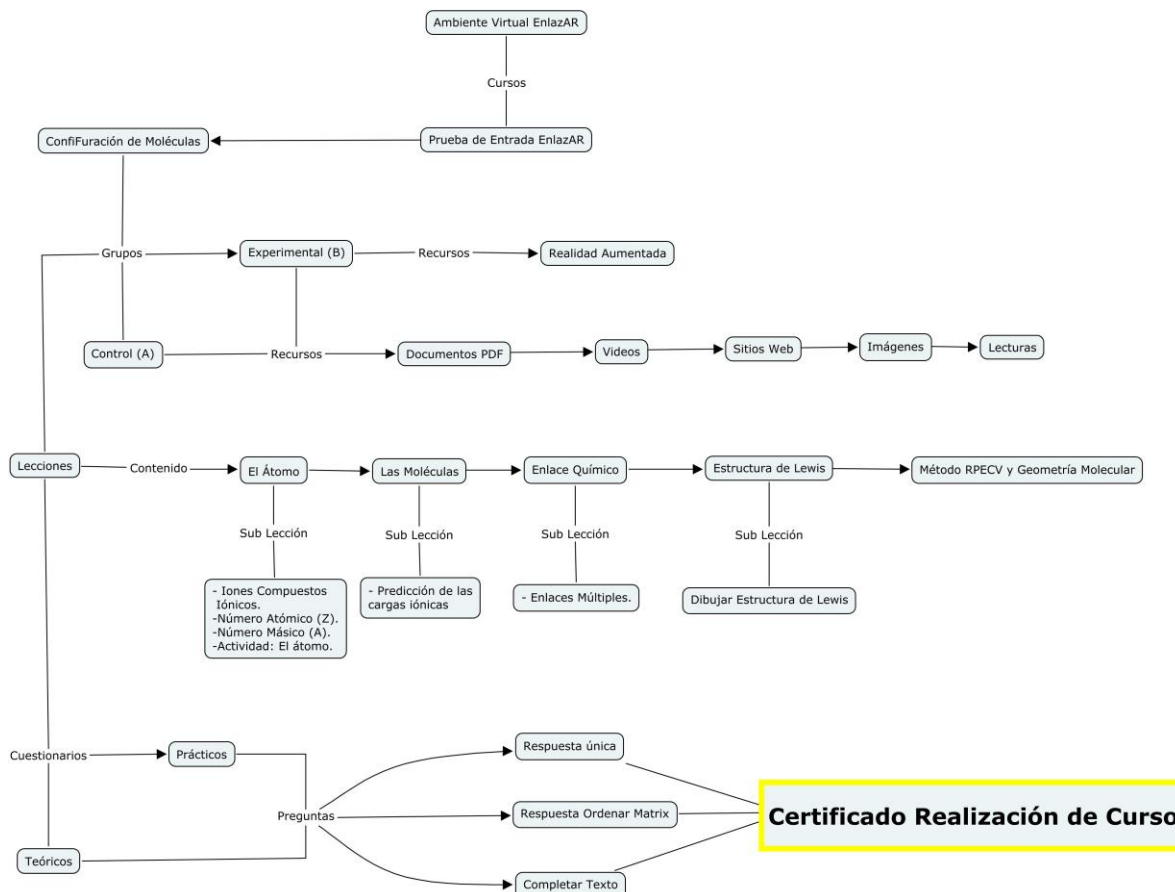 Ambiente Virtual EnlazAR
Cursos
ConfiFuración de Moléculas
Prueba de Entrada EnlazAR
Grupos
Experimental (B)
Recursos
Realidad Aumentada
Control (A)
Recursos
Documentos PDF
Videos
Sitios Web
Imágenes
Lecturas
Lecciones
Contenido
El Átomo
Las Moléculas
Enlace Químico
Estructura de Lewis
Método RPECV y Geometría Molecular
Sub Lección
Sub Lección
Sub Lección
Sub Lección
- Iones Compuestos
Iónicos.
-Número Atómico (Z).
-Número Másico (A).
-Actividad: El átomo.
- Predicción de las
cargas iónicas
- Enlaces Múltiples.
Dibujar Estructura de Lewis
Cuestionarios
Prácticos
Respuesta única
Preguntas
Respuesta Ordenar Matrix
Certificado Realización de Curso
Teóricos
Completar Texto